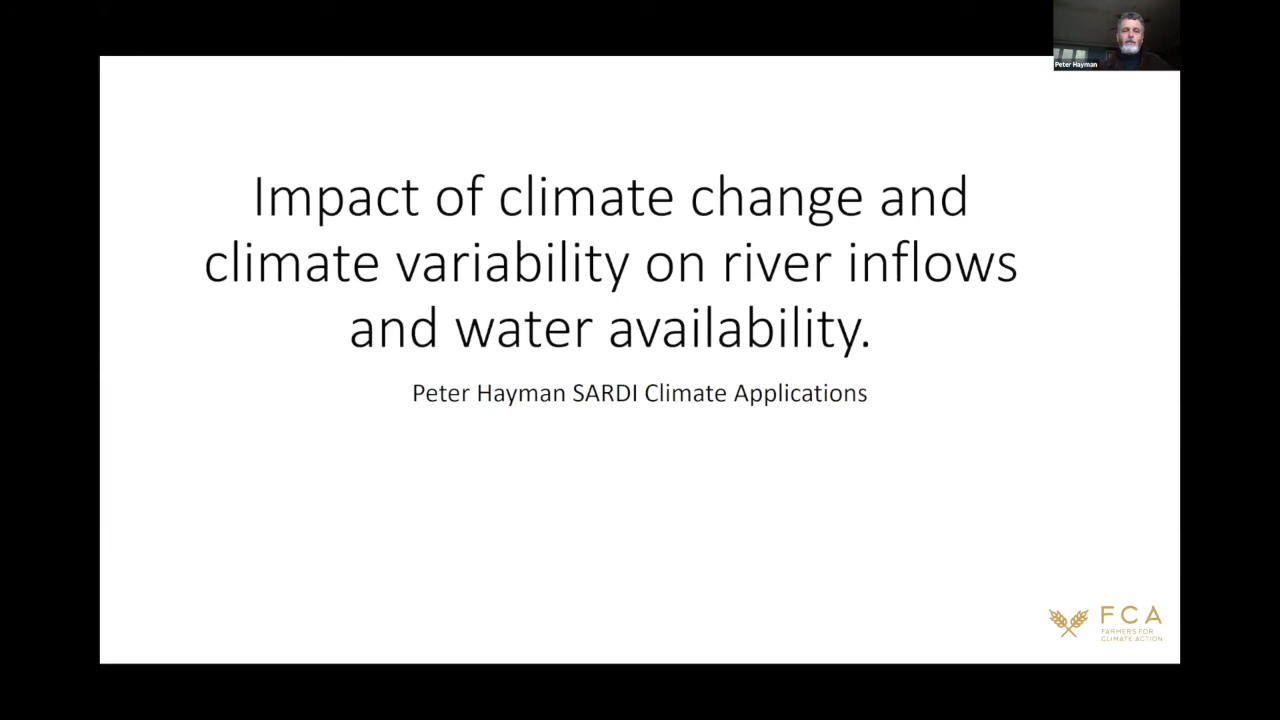 Peter Hayman
Impact of climate change and
climate variability on river inflows
and water availability.
Peter Hayman SARDI Climate Applications
FCA
FARMERS FOR
CLIMATE ACTION